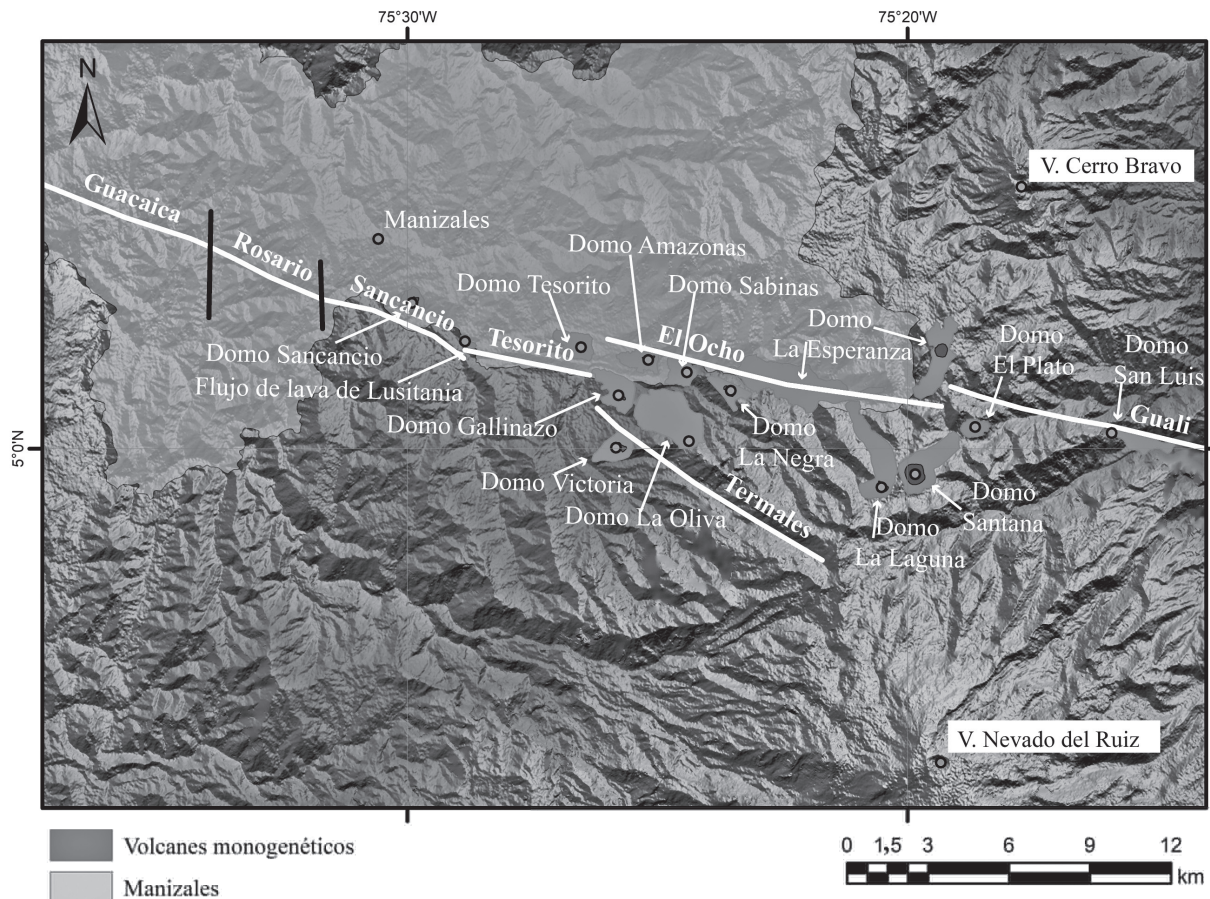 75°30'W
75°20'W
N
V. Cerro Bravo
Guacaica
Manizales
Rosario
Domo Amazonas
Domo Tesorito
Sancancio
Domo Sabinas
Domo
La Esperanza
El Ocho
Tesorito
Domo
El Plato
Domo
San Luis
Domo Sancancio
Flujo de lava de Lusitania
Domo Gallinazo
Guali
Domo
La Negra
5°0'N
Domo Victoria
Termales
Domo La Oliva
Domo
Santana
Domo
La Laguna
V. Nevado del Ruiz
Volcanes monogenéticos
Manizales
0 1,5 3 6 9 12
km